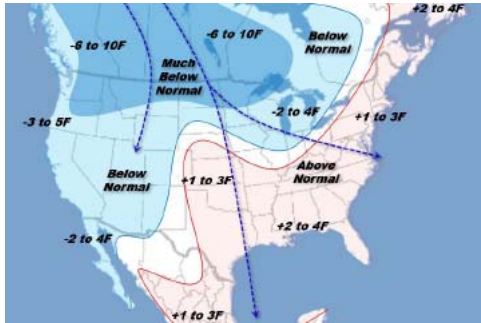 +2 to 4F
-6 to 10F
-6 to 10F
Below
Normal
Much
Below
Normal
-2 to 4F
-3 to 5F
+1 to 3F
Below
Normal
+1 to 3F
Above
Normal
-2 to 4F
+2 to 4F
+1 to 3F